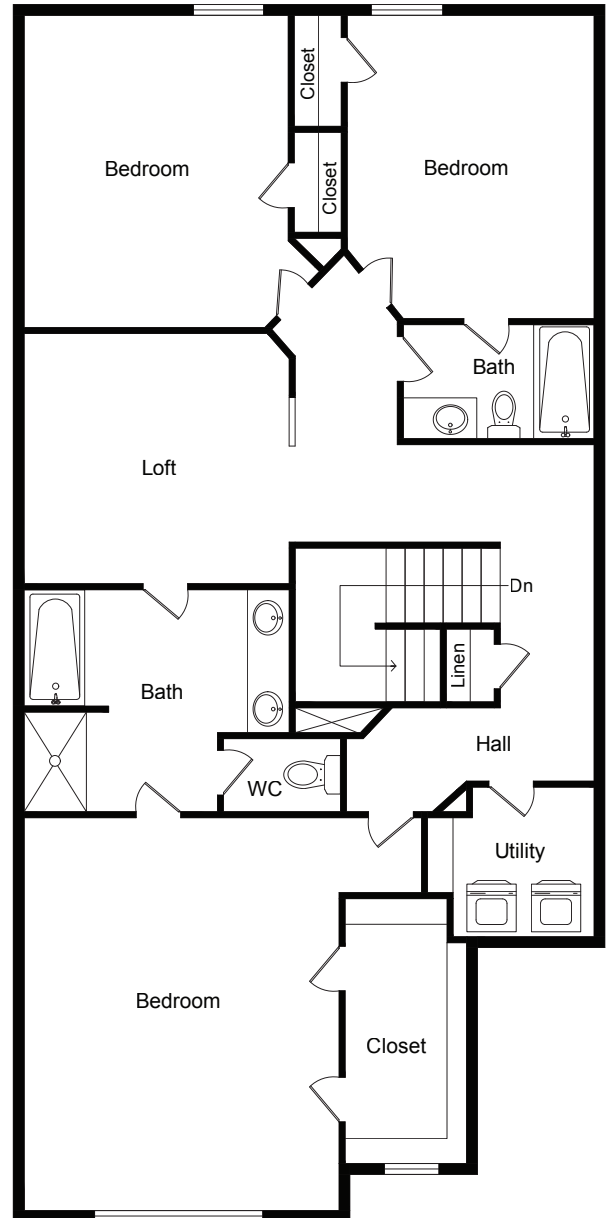 Closet
Bedroom
Bedroom
Closet
Bath
Loft
Dn
Linen
Bath
Hall
WC
Utility
Bedroom
Closet